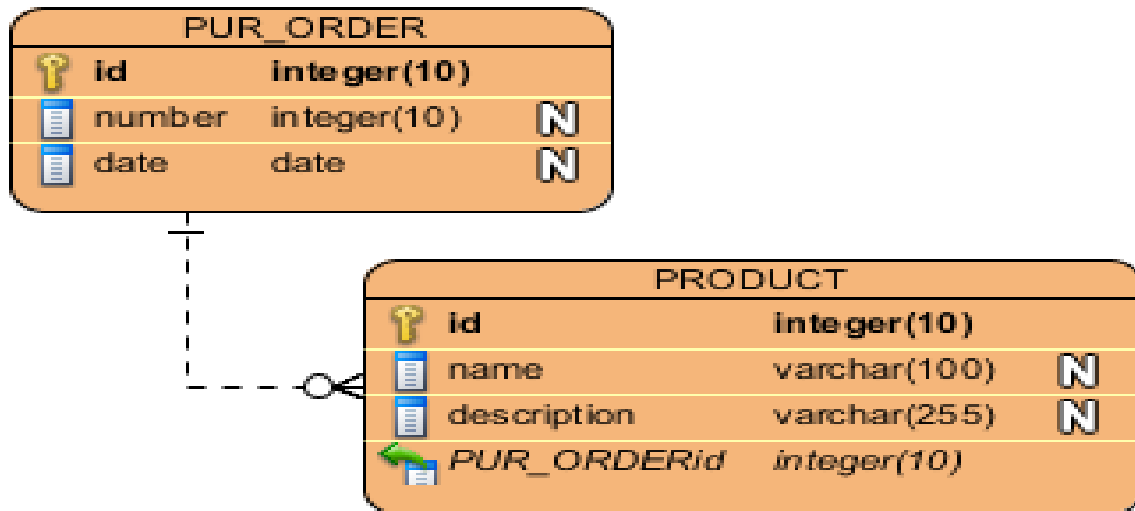 PUR_ORDER
id integer(10)
number integer(10) N
date date N
PRODUCT
id integer(10)
name varchar(100) N
description varchar(255) N
PUR_ORDERid integer(10)